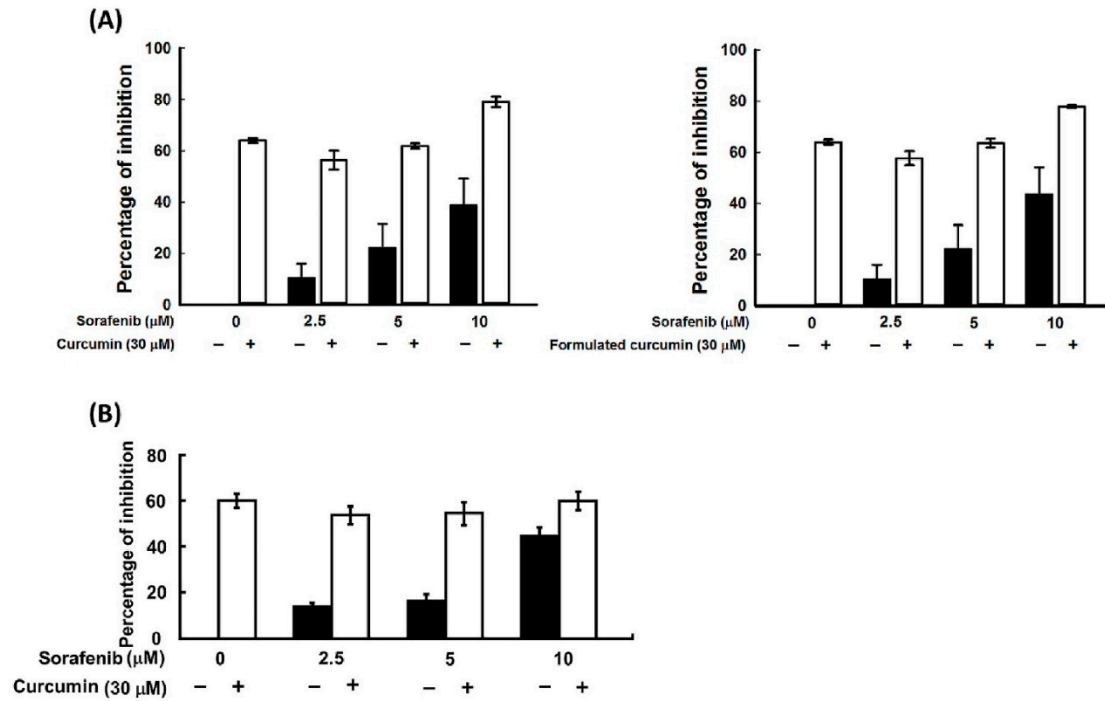 (A)
Percentage of inhibition
100
80
60
40
20
0
Sorafenib (μM) 0 2.5 5 10
Curcumin (30 μM) – + – + – + – +
Percentage of inhibition
100
80
60
40
20
0
Sorafenib (μM) 0 2.5 5 10
Formulated curcumin (30 μM) – + – + – + – +
(B)
Percentage of inhibition
80
60
40
20
0
Sorafenib (μM) 0 2.5 5 10
Curcumin (30 μM) – + – + – + – +